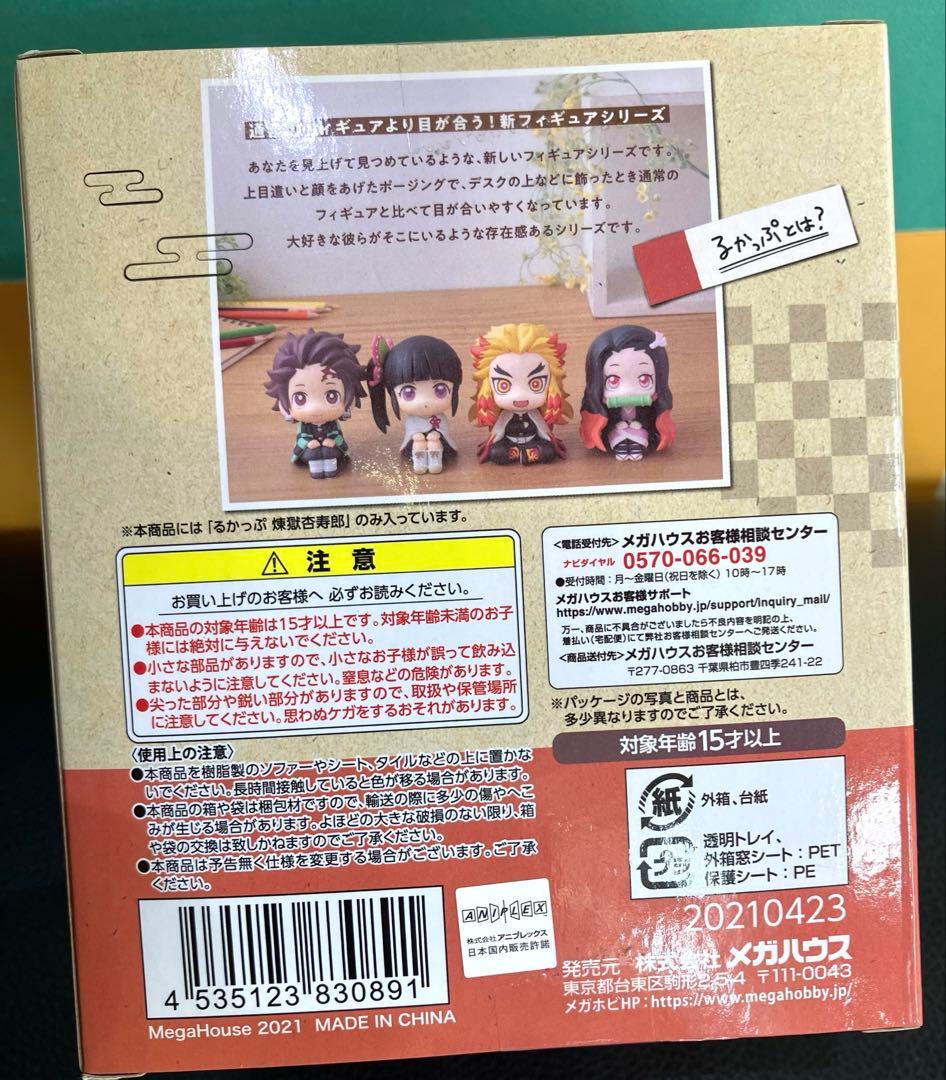 ィギュアより目が合う！新フィギュアシリーズ
あなたを見上げて見つめているような、新しいフィギュアシリーズです。
上目遣いと顔をあげたポージングで、デスクの上などに飾ったとき通常の
フィギュアと比べて目が合いやすくなっています。
大好きな彼らがそこにいるような存在感あるシリーズです。
るかっぷとは？
※本商品には「るかっぷ 煉獄杏寿郎」のみ入っています。
注意
お買い上げのお客様へ 必ずお読みください。
●本商品の対象年齢は15才以上です。対象年齢未満のお子
様には絶対に与えないでください。
●小さな部品がありますので、小さなお子様が誤って飲み込
まないように注意してください。窒息などの危険があります。
●尖った部分や鋭い部分がありますので、取扱や保管場所
に注意してください。思わぬケガをするおそれがあります。
〈使用上の注意〉
●本商品を樹脂製のソファーやシート、タイルなどの上に置かな
いでください。長時間接触していると色が移る場合があります。
●本商品の箱や袋は梱包材ですので、輸送の際に多少の傷やへこ
みが生じる場合があります。よほどの大きな破損のない限り、箱
や袋の交換は致しかねますのでご了承ください。
●本商品は予告無く仕様を変更する場合がございます。ご了承
ください。
<電話受付先> メガハウスお客様相談センター
ナビダイヤル 0570-066-039
●受付時間：月～金曜日(祝日を除く) 10時～17時
メガハウスお客様サポート
https://www.megahobby.jp/support/inquiry_mail/
万一、商品に不具合がございましたら不良内容を明記の上、
着払い(宅配便)にて弊社お客様相談センターへご発送ください。
<商品送付先> メガハウスお客様相談センター
〒277-0863 千葉県柏市豊四季241-22
※パッケージの写真と商品とは、
多少異なりますのでご了承ください。
対象年齢15才以上
紙 外箱、台紙
プラ 透明トレイ、
外箱窓シート：PET
保護シート：PE
4 535123 830891
MegaHouse 2021 MADE IN CHINA
ANIPLEX
株式会社アニプレックス
日本国内販売許諾
20210423
発売元 株式会社メガハウス
東京都台東区駒形2-5-4 〒111-0043
メガホビHP：https://www.megahobby.jp/